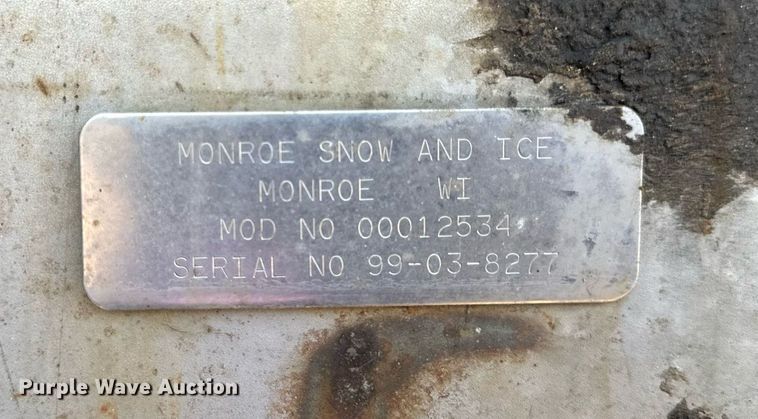 MONROE SNOW AND ICE
MONROE WI
MOD NO 00012534
SERIAL NO 99-03-8277
Purple Wave Auction